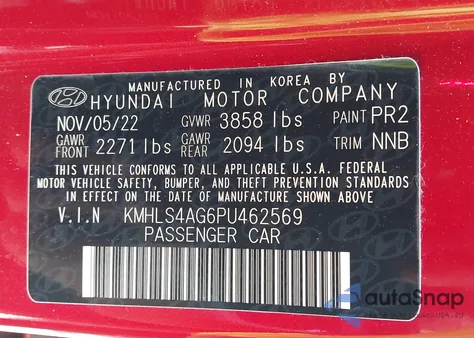 MANUFACTURED IN KOREA BY
HYUNDAI MOTOR COMPANY
NOV/05/22 GVWR 3858 lbs PAINT PR2
GAWR FRONT 2271 lbs GAWR REAR 2094 lbs TRIM NNB
THIS VEHICLE CONFORMS TO ALL APPLICABLE U.S.A. FEDERAL
MOTOR VEHICLE SAFETY, BUMPER, AND THEFT PREVENTION STANDARDS
IN EFFECT ON THE DATE OF MANUFACTURE SHOWN ABOVE.
V.I.N KMHLS4AG6PU462569
PASSENGER CAR
autoSnap